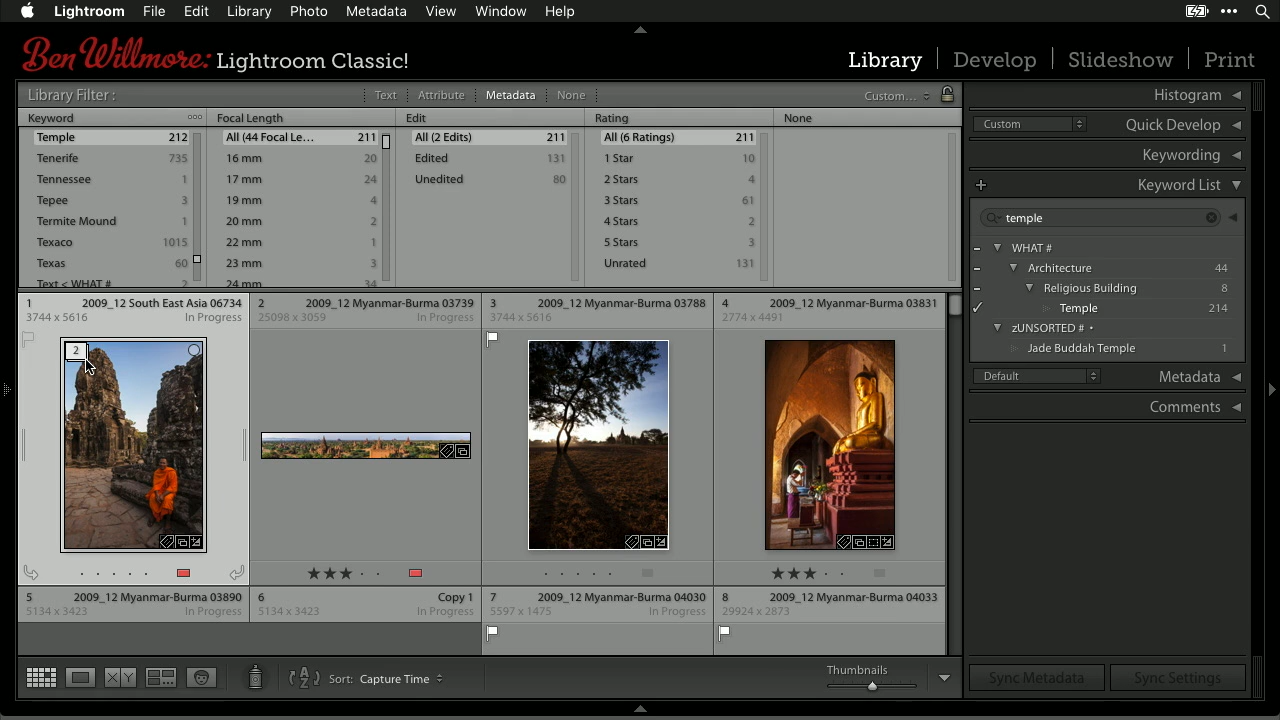 Lightroom File Edit Library Photo Metadata View Window Help
Ben Willmore: Lightroom Classic!
Library Develop Slideshow Print
Library Filter : Text Attribute Metadata None Custom...
Keyword Focal Length Edit Rating None
Temple 212 All (44 Focal Le... 211 All (2 Edits) 211 All (6 Ratings) 211
Tenerife 735 16 mm 20 Edited 131 1 Star 10
Tennessee 1 17 mm 24 Unedited 80 2 Stars 4
Tepee 3 19 mm 4 3 Stars 61
Termite Mound 1 20 mm 2 4 Stars 2
Texaco 1015 22 mm 1 5 Stars 3
Texas 60 23 mm 3 Unrated 131
Text < WHAT # 2 24 mm 34
1 2009_12 South East Asia 06734
3744 x 5616 In Progress
2
2 2009_12 Myanmar-Burma 03739
25098 x 3059 In Progress
3 2009_12 Myanmar-Burma 03788
3744 x 5616 In Progress
4 2009_12 Myanmar-Burma 03831
2774 x 4491 In Progress
5 2009_12 Myanmar-Burma 03890
5134 x 3423 In Progress
6 Copy 1
5134 x 3423 In Progress
7 2009_12 Myanmar-Burma 04030
5597 x 1475 In Progress
8 2009_12 Myanmar-Burma 04033
29924 x 2873 In Progress
X Y
A
Z
Sort: Capture Time
Thumbnails
Histogram
Custom Quick Develop
Keywording
+ Keyword List
temple
WHAT #
Architecture 44
Religious Building 8
Temple 214
zUNSORTED # •
Jade Buddah Temple 1
Default Metadata
Comments
Sync Metadata Sync Settings